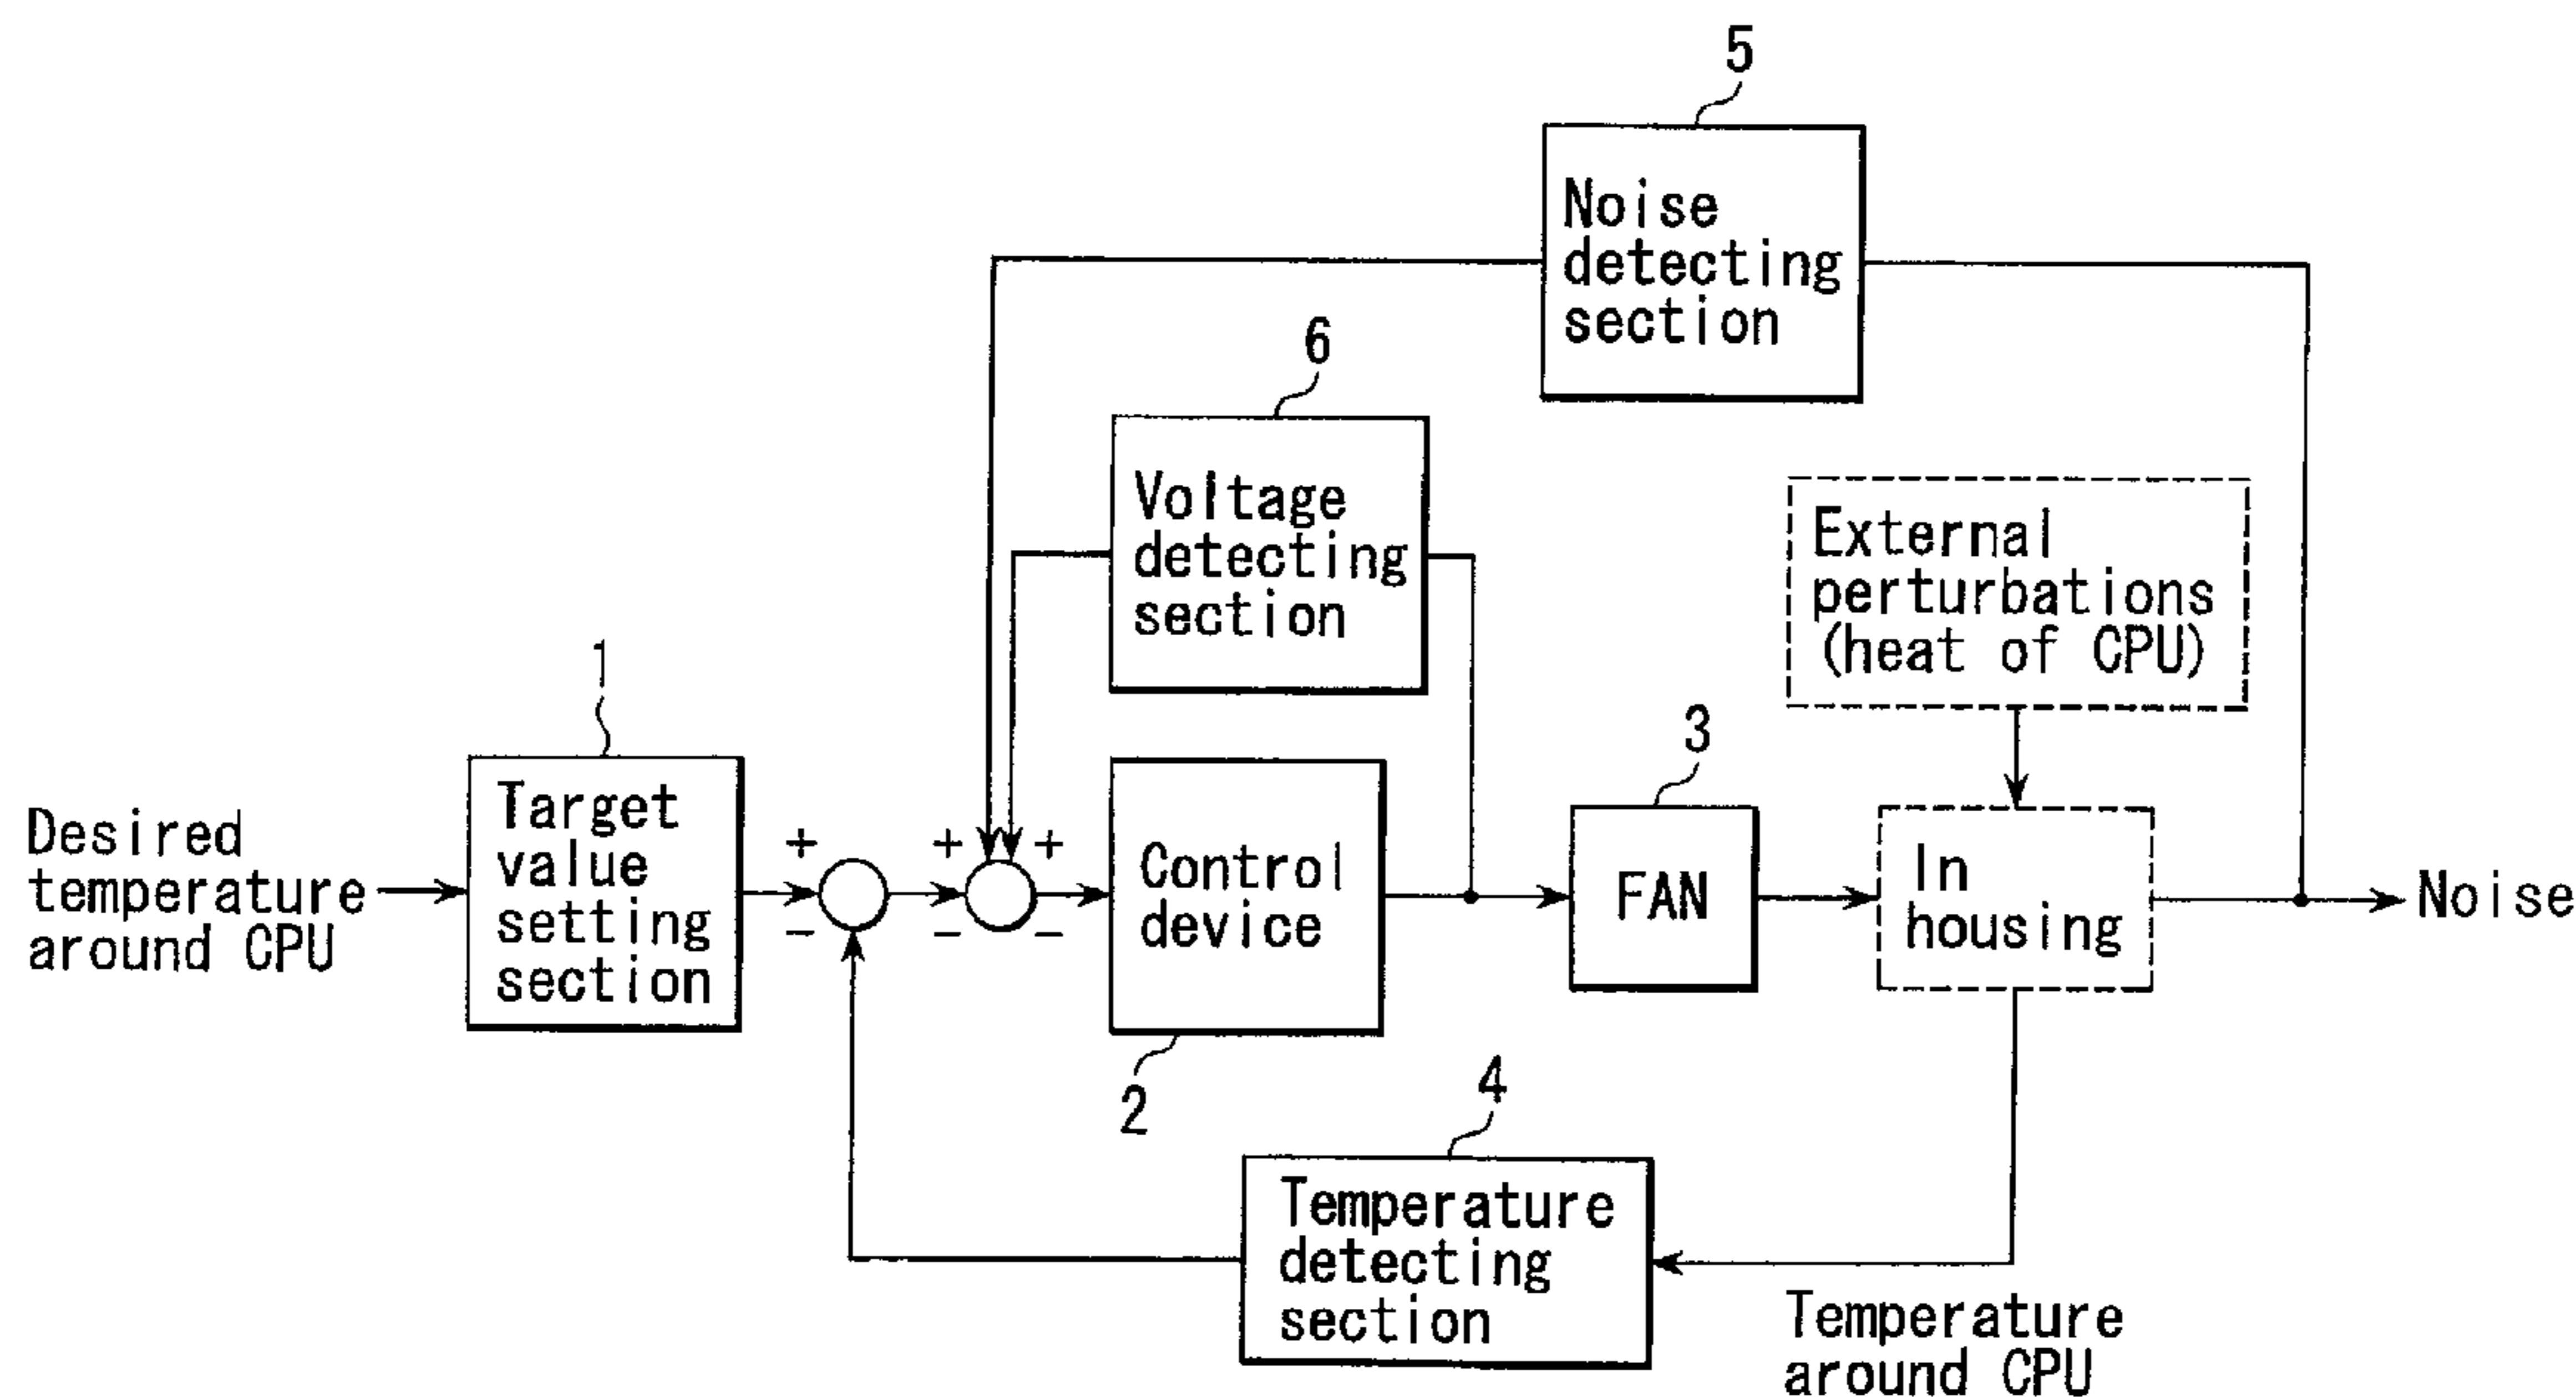 5
Noise
detecting
section
6
Voltage
detecting
section
External
perturbations
(heat of CPU)
1
Target
value
setting
section
Desired
temperature
around CPU
+
-
+
+
-
-
Control
device
2
3
FAN
In
housing
Noise
4
Temperature
detecting
section
Temperature
around CPU